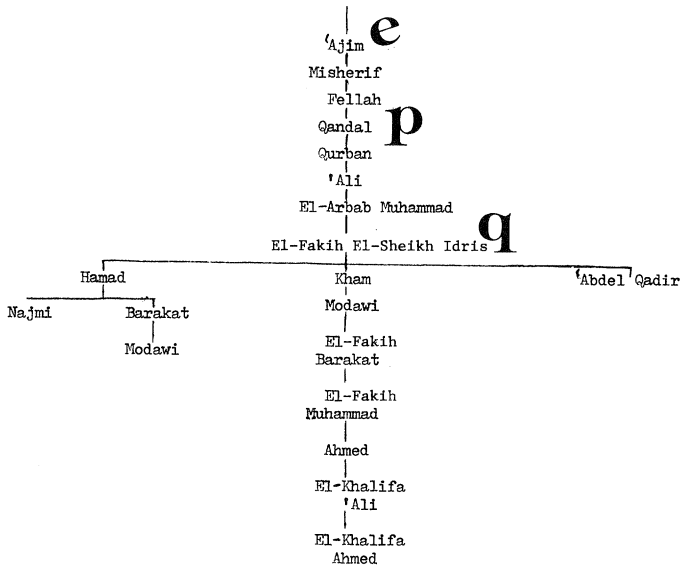 ‘Ajim e
Misherif
Fellah
Qandal p
Qurban
'Ali
El-Arbab Muhammad
El-Fakih El-Sheikh Idris q
Hamad Kham ‘Abdel Qadir
Najmi Barakat Modawi
Modawi
El-Fakih
Barakat
El-Fakih
Muhammad
Ahmed
El-Khalifa
'Ali
El-Khalifa
Ahmed